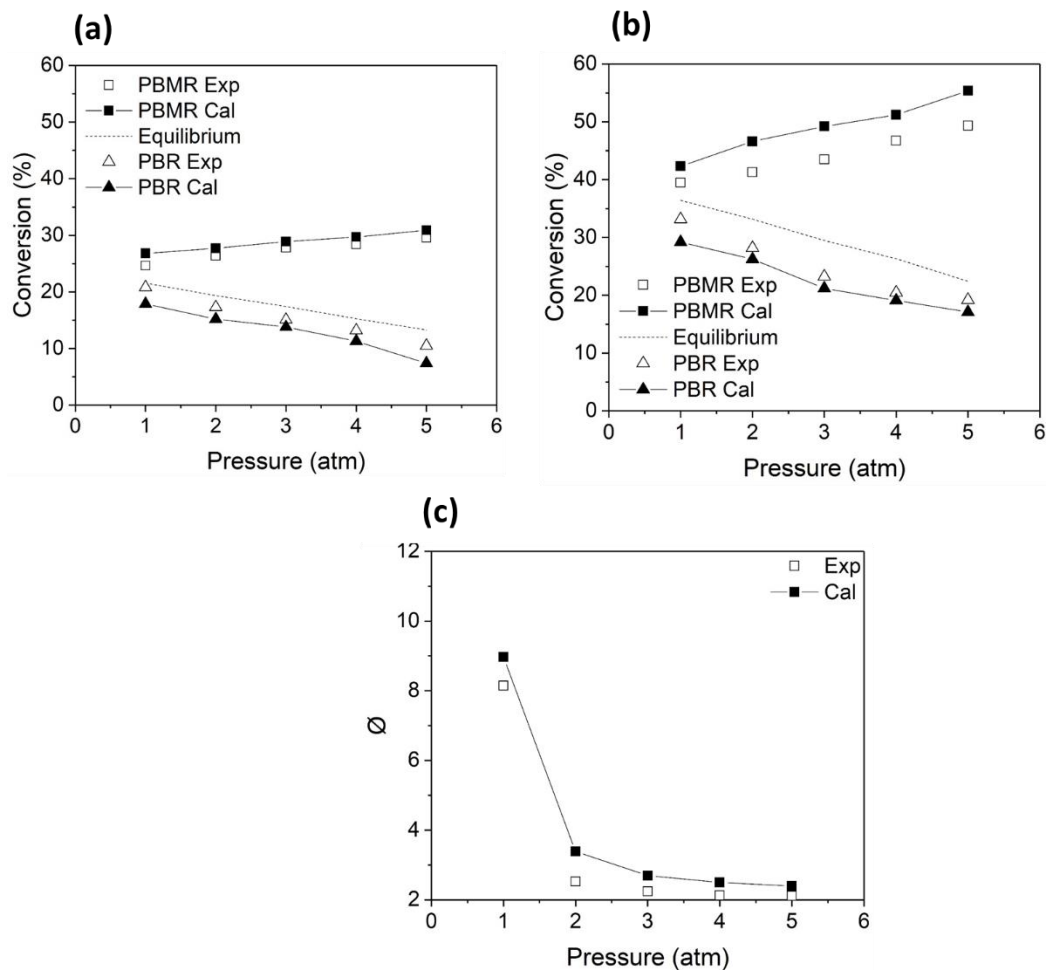 (a)
60
50
40
30
20
10
0
Conversion (%)
PBMR Exp
PBMR Cal
Equilibrium
PBR Exp
PBR Cal
0 1 2 3 4 5 6
Pressure (atm)
(b)
60
50
40
30
20
10
0
Conversion (%)
PBMR Exp
PBMR Cal
Equilibrium
PBR Exp
PBR Cal
0 1 2 3 4 5 6
Pressure (atm)
(c)
12
10
8
6
4
2
Ø
Exp
Cal
0 1 2 3 4 5 6
Pressure (atm)